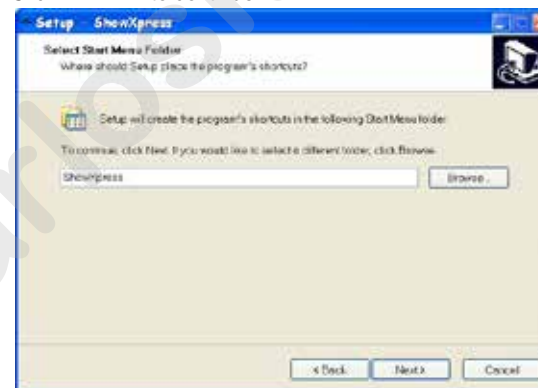 Setup - ShowXpress
Select Start Menu Folder
Where should Setup place the program's shortcuts?
Setup will create the program's shortcuts in the following Start Menu folder
To continue, click Next. If you would like to select a different folder, click Browse.
ShowXpress
Browse...
< Back
Next >
Cancel